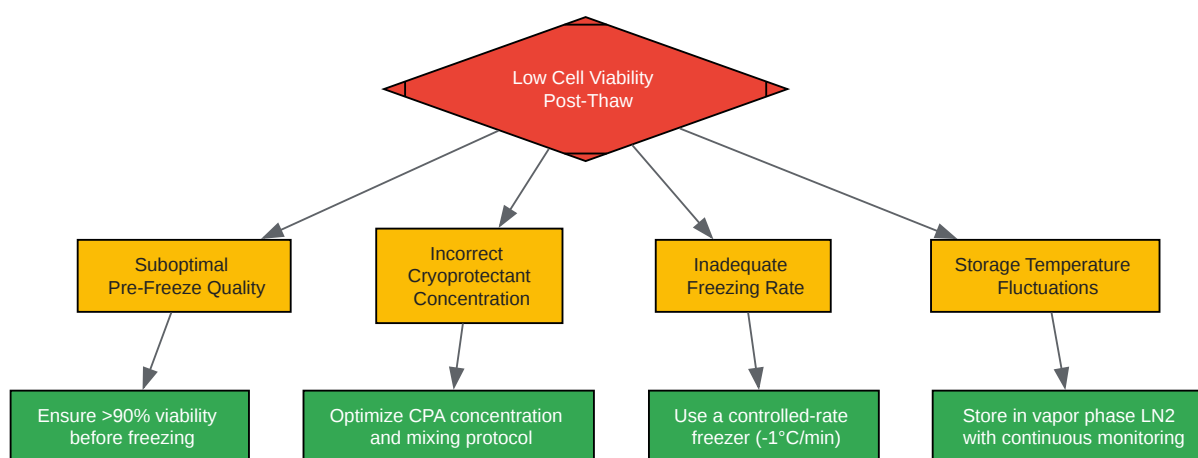 Low Cell Viability
Post-Thaw
Suboptimal
Pre-Freeze Quality
Incorrect
Cryoprotectant
Concentration
Inadequate
Freezing Rate
Storage Temperature
Fluctuations
Ensure >90% viability
before freezing
Optimize CPA concentration
and mixing protocol
Use a controlled-rate
freezer (-1°C/min)
Store in vapor phase LN2
with continuous monitoring